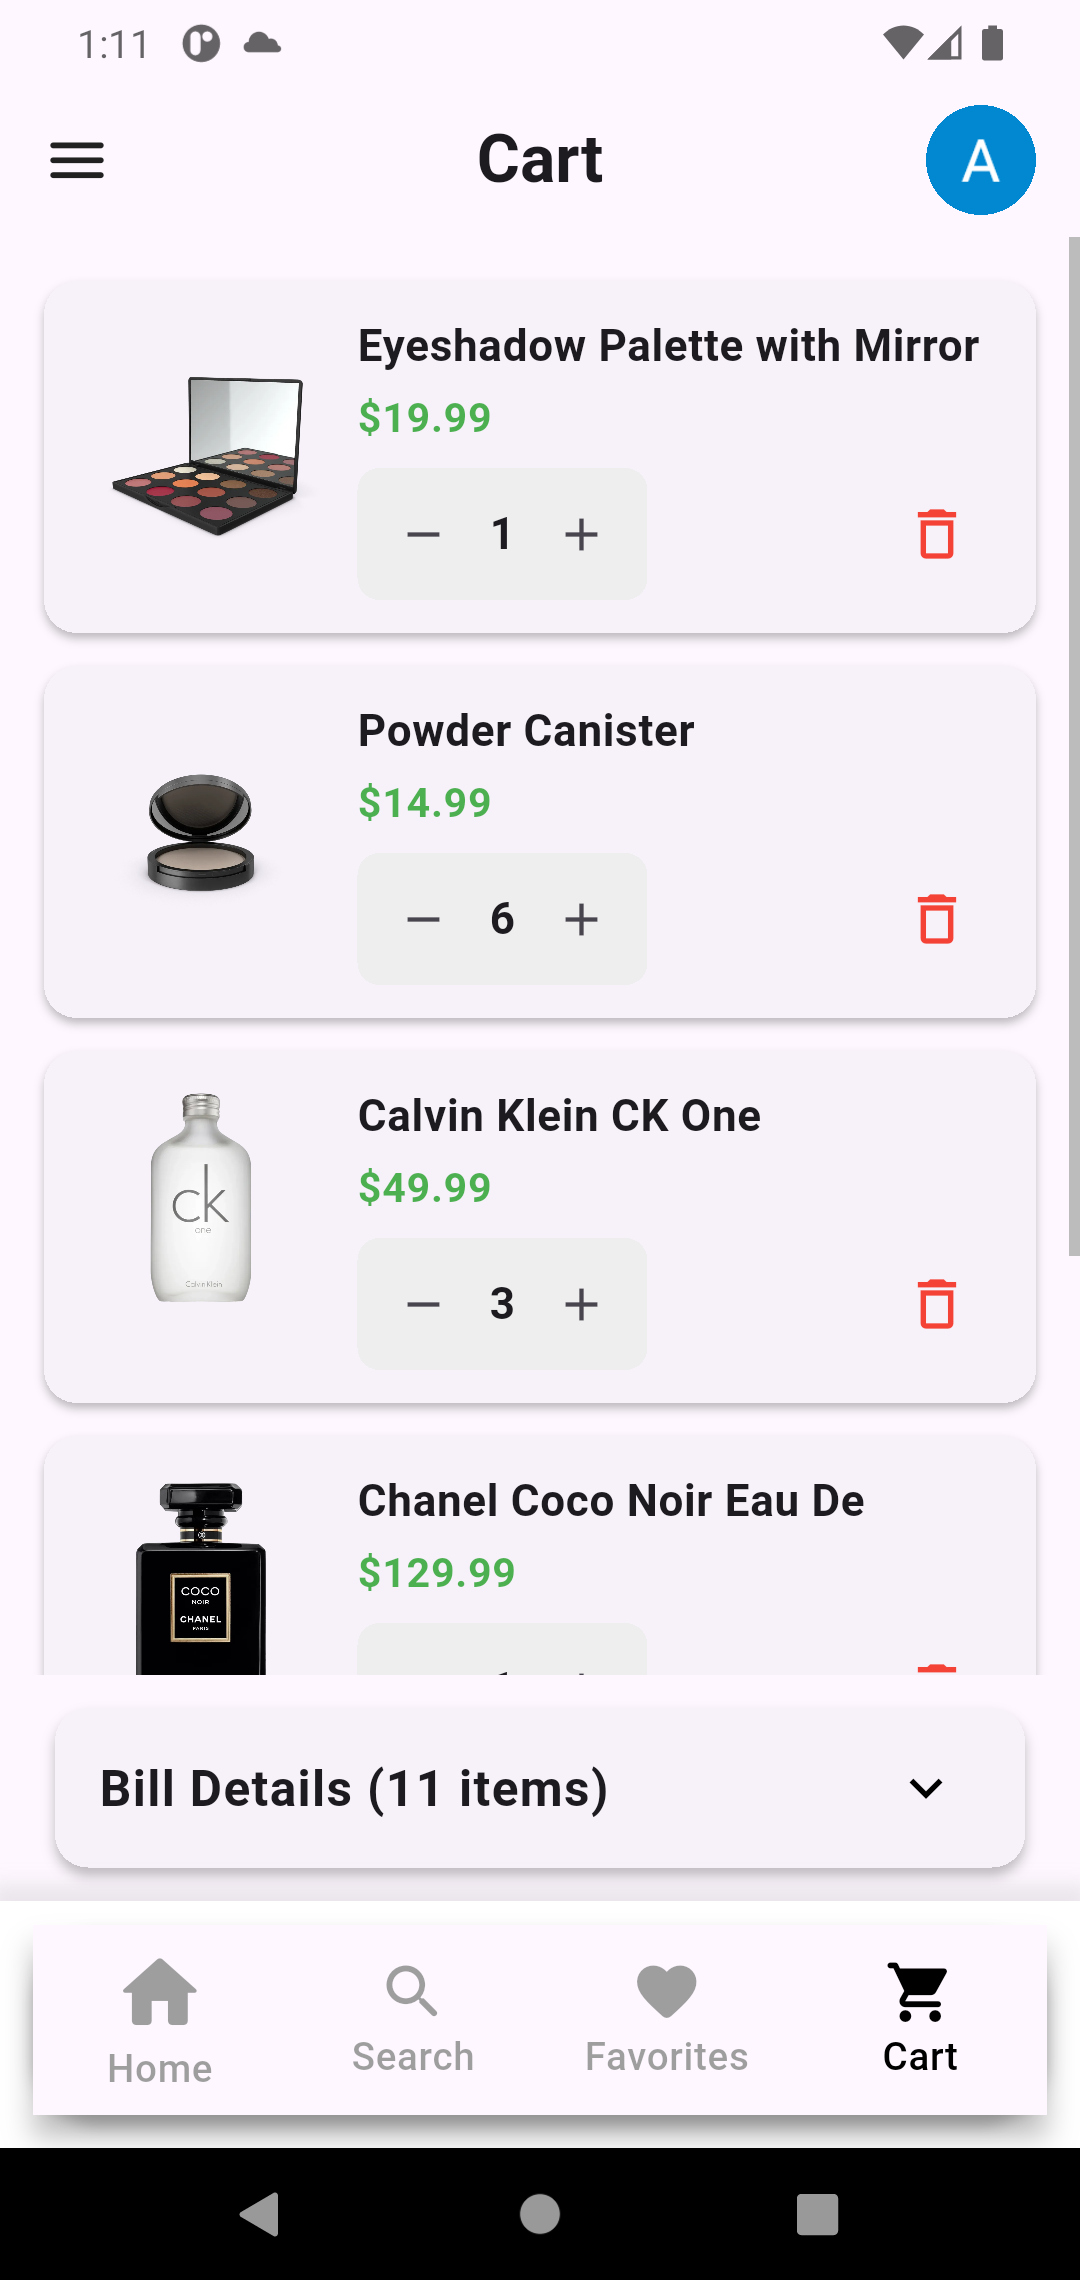 1:11
Cart
A
Eyeshadow Palette with Mirror
$19.99
1
Powder Canister
$14.99
6
ck
one
Calvin Klein
Calvin Klein CK One
$49.99
3
COCO
NOIR
CHANEL
PARIS
Chanel Coco Noir Eau De
$129.99
Bill Details (11 items)
Home
Search
Favorites
Cart